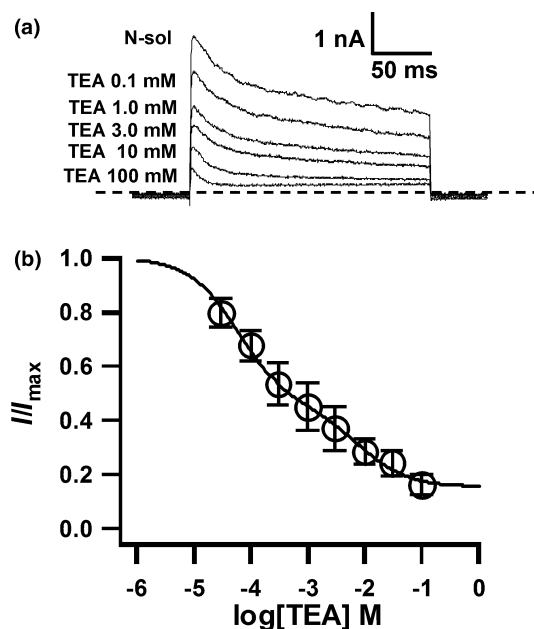 (a)
N-sol
1 nA
50 ms
TEA 0.1 mM
TEA 1.0 mM
TEA 3.0 mM
TEA 10 mM
TEA 100 mM
(b)
1.0
0.8
0.6
0.4
0.2
0.0
I/Imax
-6 -5 -4 -3 -2 -1 0
log[TEA] M